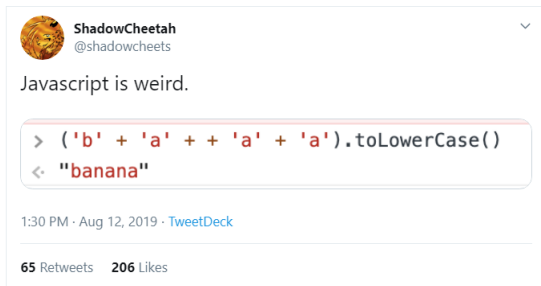 ShadowCheetah
@shadowcheets
Javascript is weird.
> ('b' + 'a' + + 'a' + 'a').toLowerCase()
"banana"
1:30 PM · Aug 12, 2019 · TweetDeck
65 Retweets 206 Likes